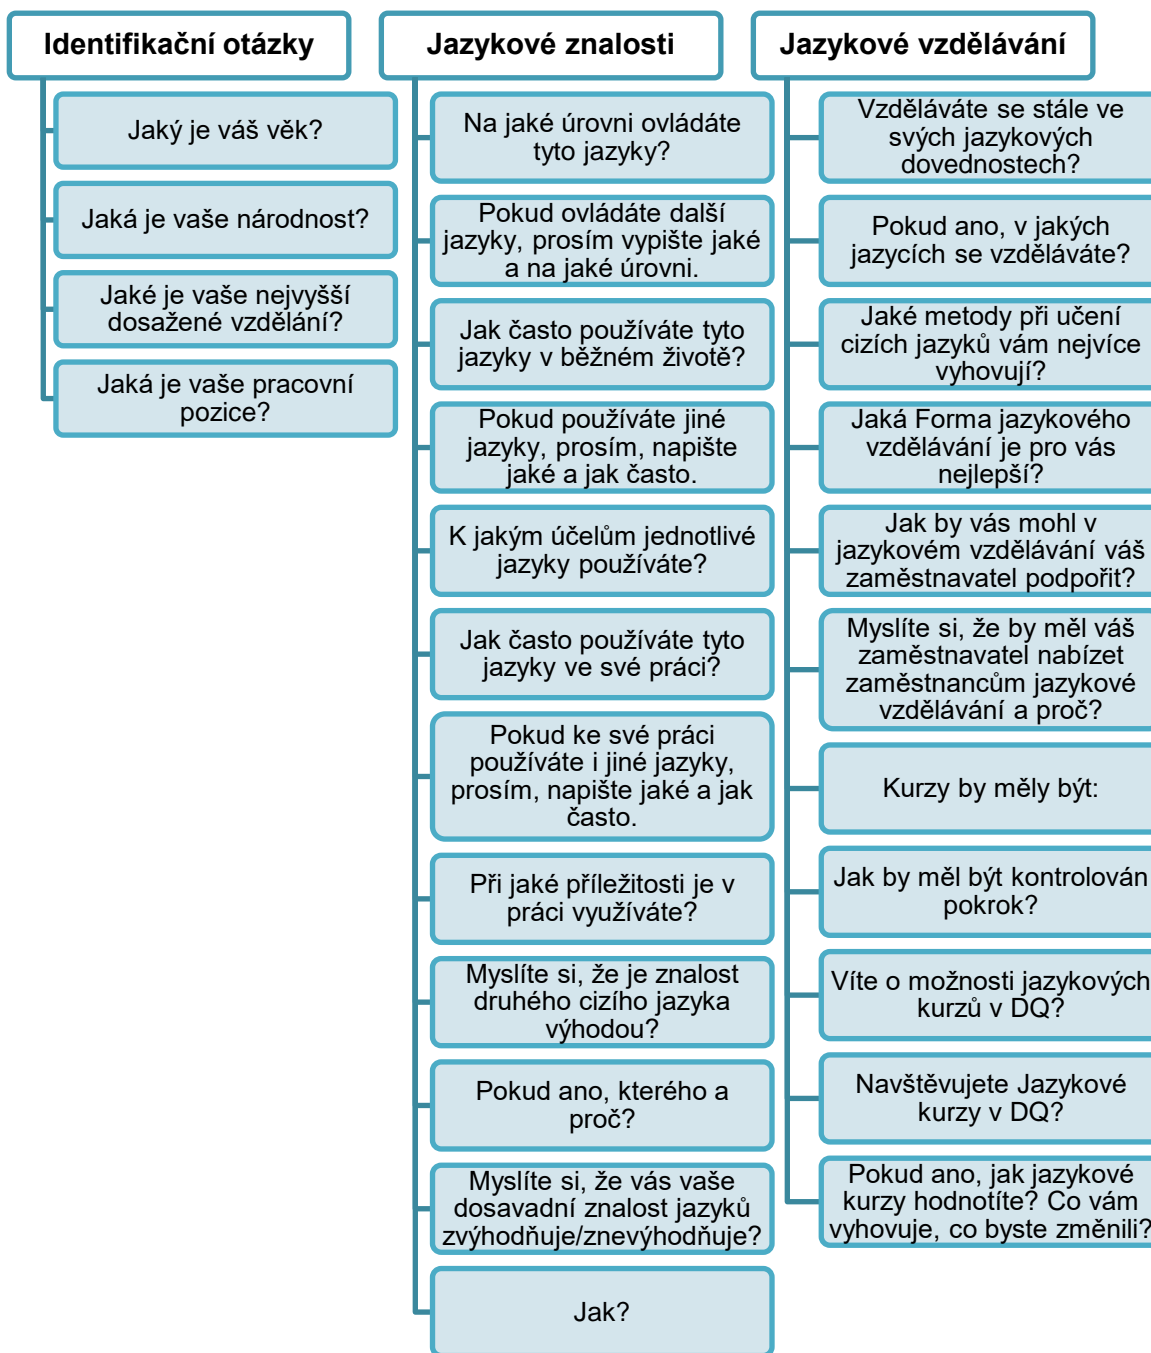 Identifikační otázky
Jaký je váš věk?
Jaká je vaše národnost?
Jaké je vaše nejvyšší
dosažené vzdělání?
Jaká je vaše pracovní
pozice?
Jazykové znalosti
Na jaké úrovni ovládáte
tyto jazyky?
Pokud ovládáte další
jazyky, prosím vypište jaké
a na jaké úrovni.
Jak často používáte tyto
jazyky v běžném životě?
Pokud používáte jiné
jazyky, prosím, napište
jaké a jak často.
K jakým účelům jednotlivé
jazyky používáte?
Jak často používáte tyto
jazyky ve své práci?
Pokud ke své práci
používáte i jiné jazyky,
prosím, napište jaké a jak
často.
Při jaké příležitosti je v
práci využíváte?
Myslíte si, že je znalost
druhého cizího jazyka
výhodou?
Pokud ano, kterého a
proč?
Myslíte si, že vás vaše
dosavadní znalost jazyků
zvýhodňuje/znevýhodňuje?
Jak?
Jazykové vzdělávání
Vzděláváte se stále ve
svých jazykových
dovednostech?
Pokud ano, v jakých
jazycích se vzděláváte?
Jaké metody při učení
cizích jazyků vám nejvíce
vyhovují?
Jaká Forma jazykového
vzdělávání je pro vás
nejlepší?
Jak by vás mohl v
jazykovém vzdělávání váš
zaměstnavatel podpořit?
Myslíte si, že by měl váš
zaměstnavatel nabízet
zaměstnancům jazykové
vzdělávání a proč?
Kurzy by měly být:
Jak by měl být kontrolován
pokrok?
Víte o možnosti jazykových
kurzů v DQ?
Navštěvujete Jazykové
kurzy v DQ?
Pokud ano, jak jazykové
kurzy hodnotíte? Co vám
vyhovuje, co byste změnili?